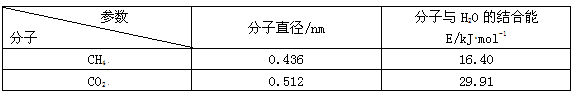 参数
分子
分子直径/nm
分子与H₂O的结合能
E/kJ·mol⁻¹
CH₄ 0.436 16.40
CO₂ 0.512 29.91